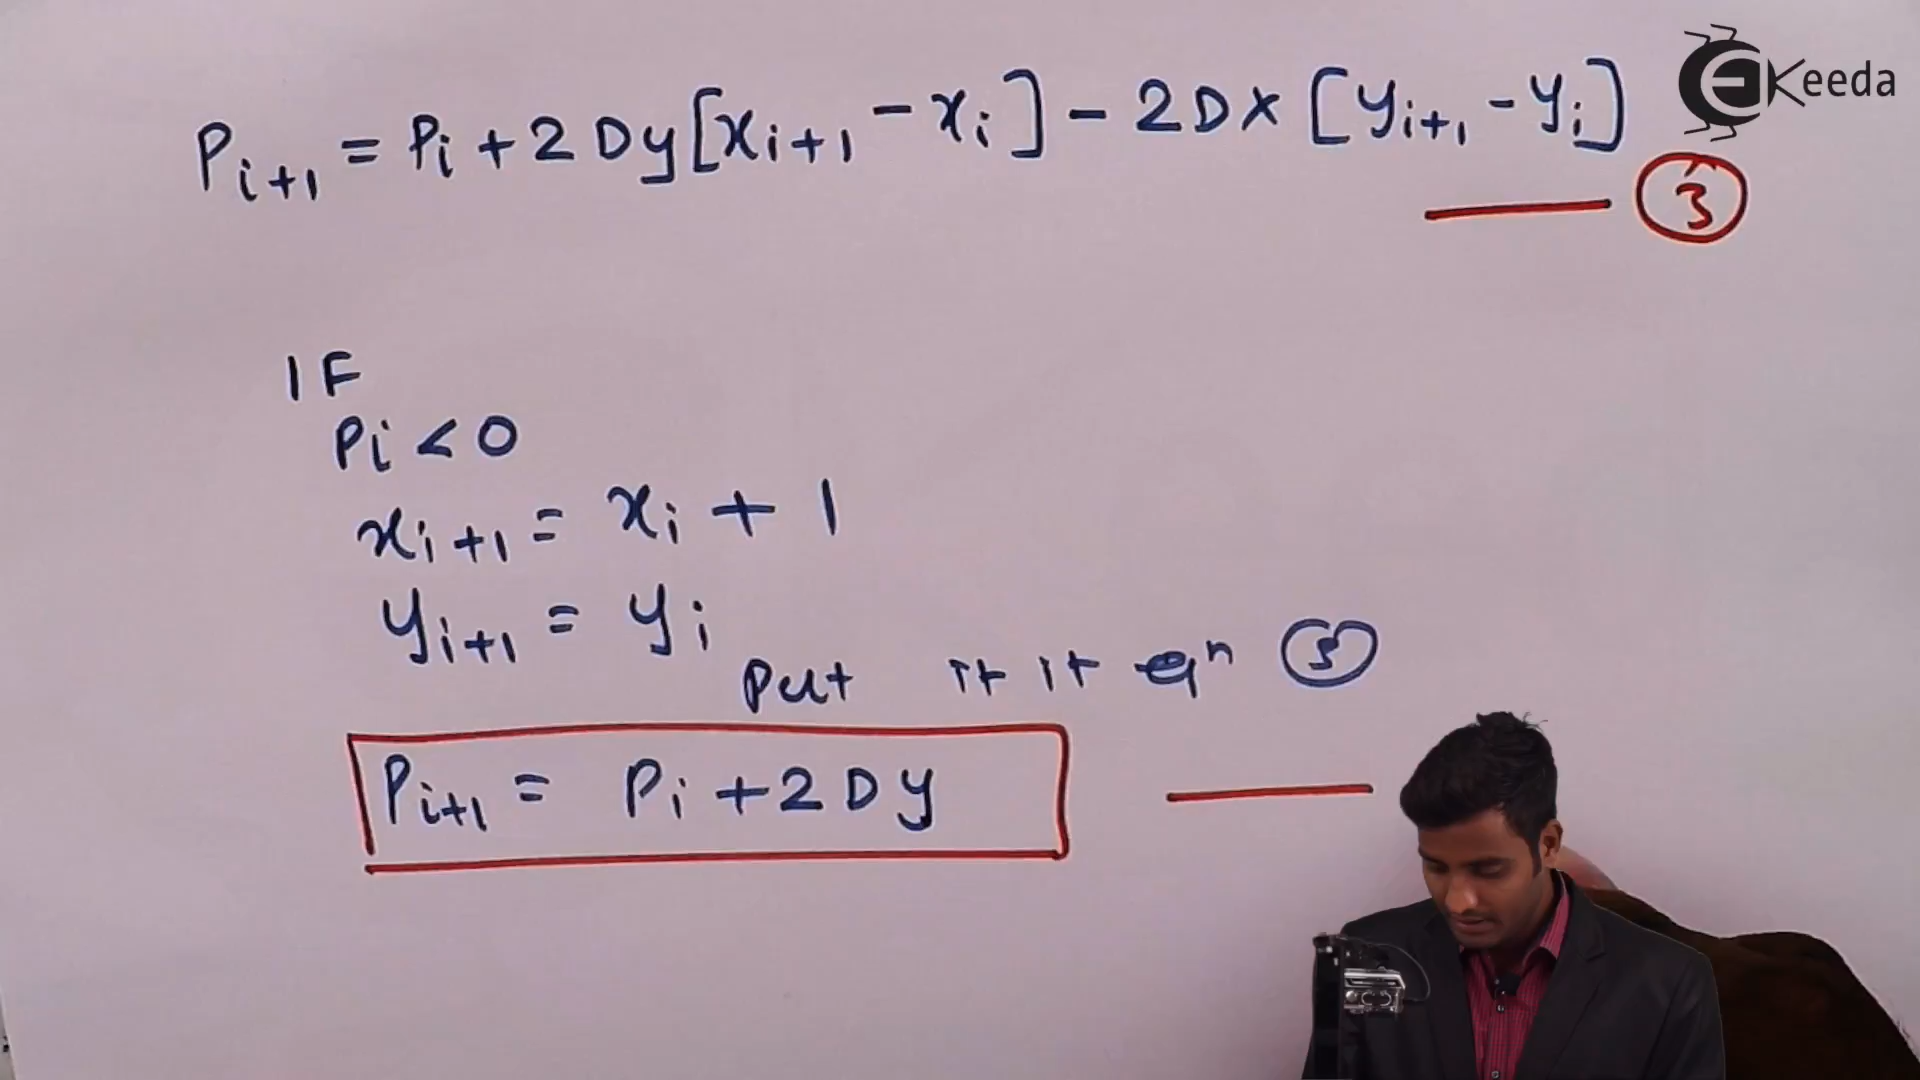 EKeeda
Pi+1 = Pi + 2Dy[xi+1 - xi] - 2DX[yi+1 - yi]
3
IF
Pi < 0
xi+1 = xi + 1
yi+1 = yi
Put it it eqn 3
Pi+1 = Pi + 2Dy